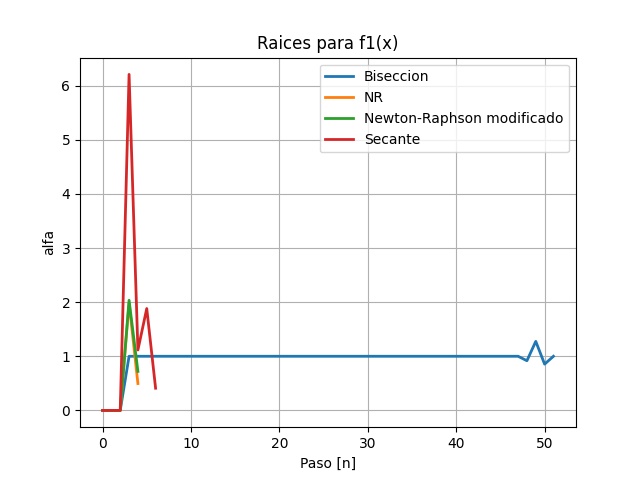 Raices para f1(x)
Biseccion
NR
Newton-Raphson modificado
Secante
6
5
4
3
2
1
0
alfa
0
10
20
30
40
50
Paso [n]